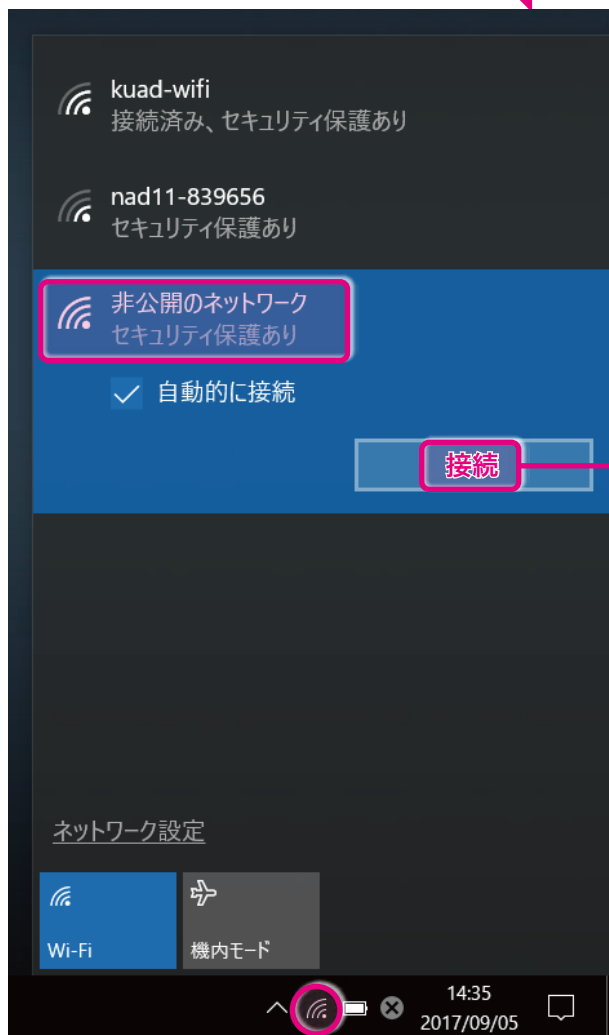 kuad-wifi
接続済み、セキュリティ保護あり
nad11-839656
セキュリティ保護あり
非公開のネットワーク
セキュリティ保護あり
自動的に接続
接続
ネットワーク設定
Wi-Fi
機内モード
14:35
2017/09/05